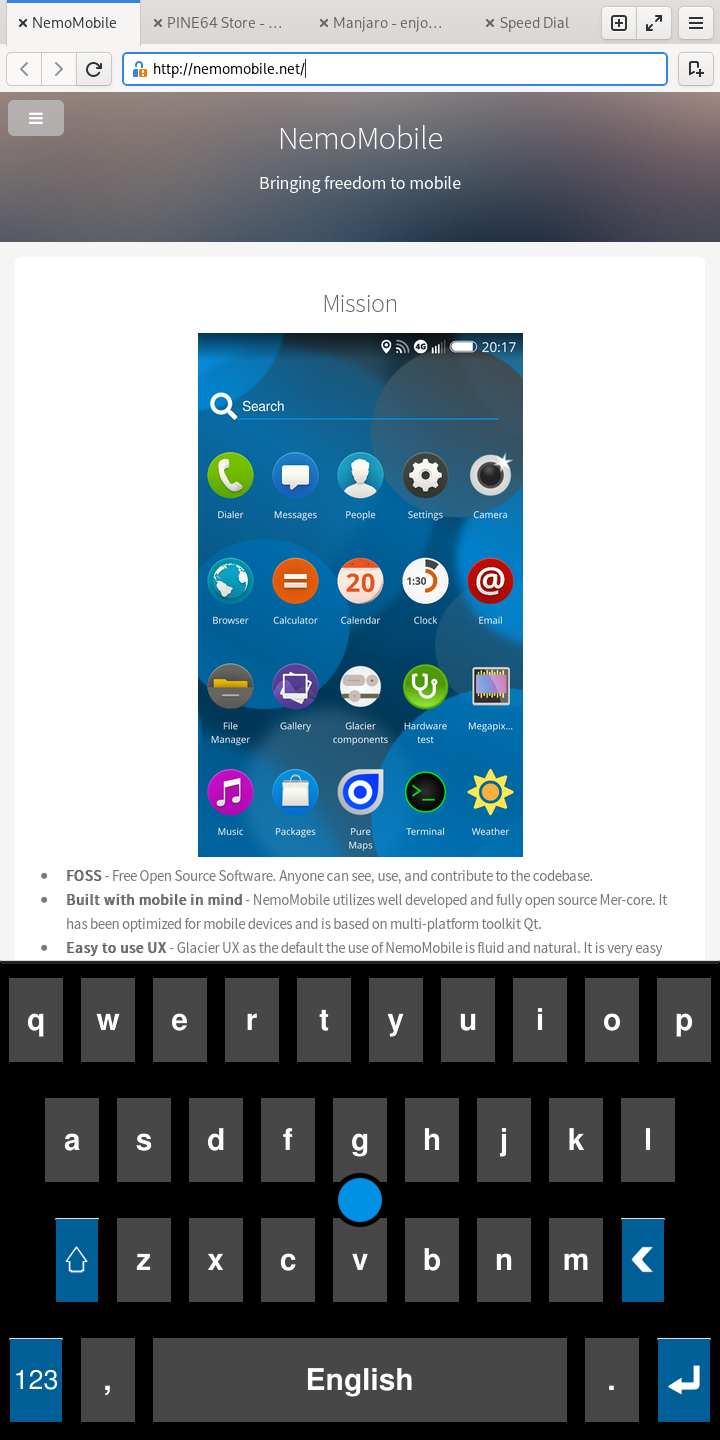 NemoMobile
PINE64 Store - ...
Manjaro - enjo...
Speed Dial
http://nemomobile.net/
NemoMobile
Bringing freedom to mobile
Mission
4G 20:17
Search
Dialer Messages People Settings Camera
1:30 20 @
Browser Calculator Calendar Clock Email
File Manager Gallery Glacier components Hardware test Megapix...
>_
Music Packages Pure Maps Terminal Weather
FOSS - Free Open Source Software. Anyone can see, use, and contribute to the codebase.
Built with mobile in mind - NemoMobile utilizes well developed and fully open source Mer-core. It
has been optimized for mobile devices and is based on multi-platform toolkit Qt.
Easy to use UX - Glacier UX as the default the use of NemoMobile is fluid and natural. It is very easy
q w e r t y u i o p
a s d f g h j k l
z x c v b n m
123 , English .